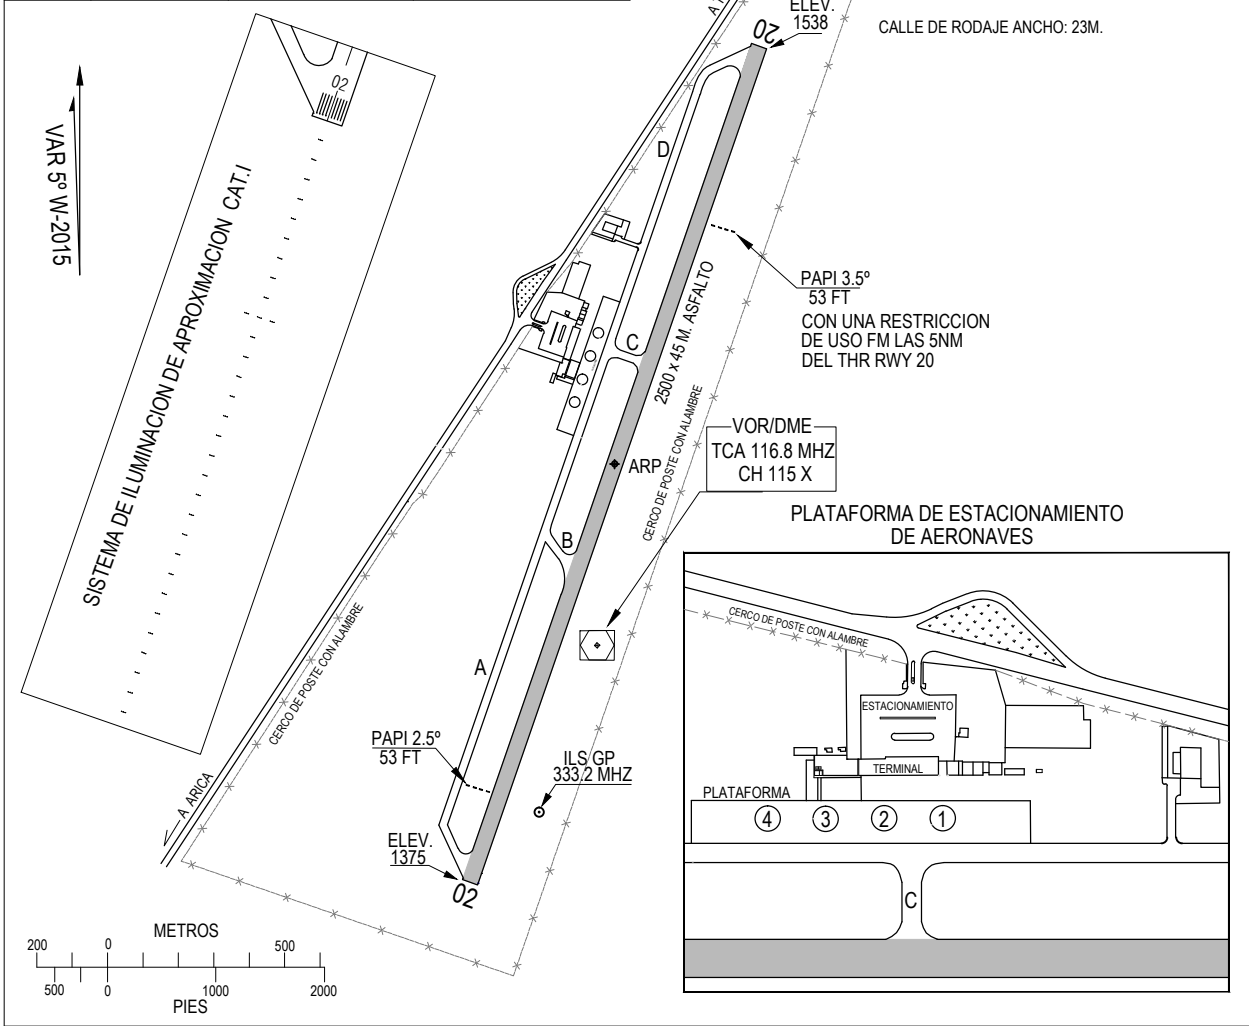 ELEV.
1538
CALLE DE RODAJE ANCHO: 23M.
20
02
VAR 5º W-2015
SISTEMA DE ILUMINACION DE APROXIMACION CAT.I
D
PAPI 3.5º
53 FT
CON UNA RESTRICCION
DE USO FM LAS 5NM
DEL THR RWY 20
2500 x 45 M. ASFALTO
C
CERCO DE POSTE CON ALAMBRE
VOR/DME
TCA 116.8 MHZ
CH 115 X
ARP
B
A
CERCO DE POSTE CON ALAMBRE
PAPI 2.5º
53 FT
ILS GP
333.2 MHZ
A ARICA
ELEV.
1375
02
METROS
200 0 500
500 0 1000 2000
PIES
PLATAFORMA DE ESTACIONAMIENTO
DE AERONAVES
CERCO DE POSTE CON ALAMBRE
ESTACIONAMIENTO
TERMINAL
PLATAFORMA
4 3 2 1
C